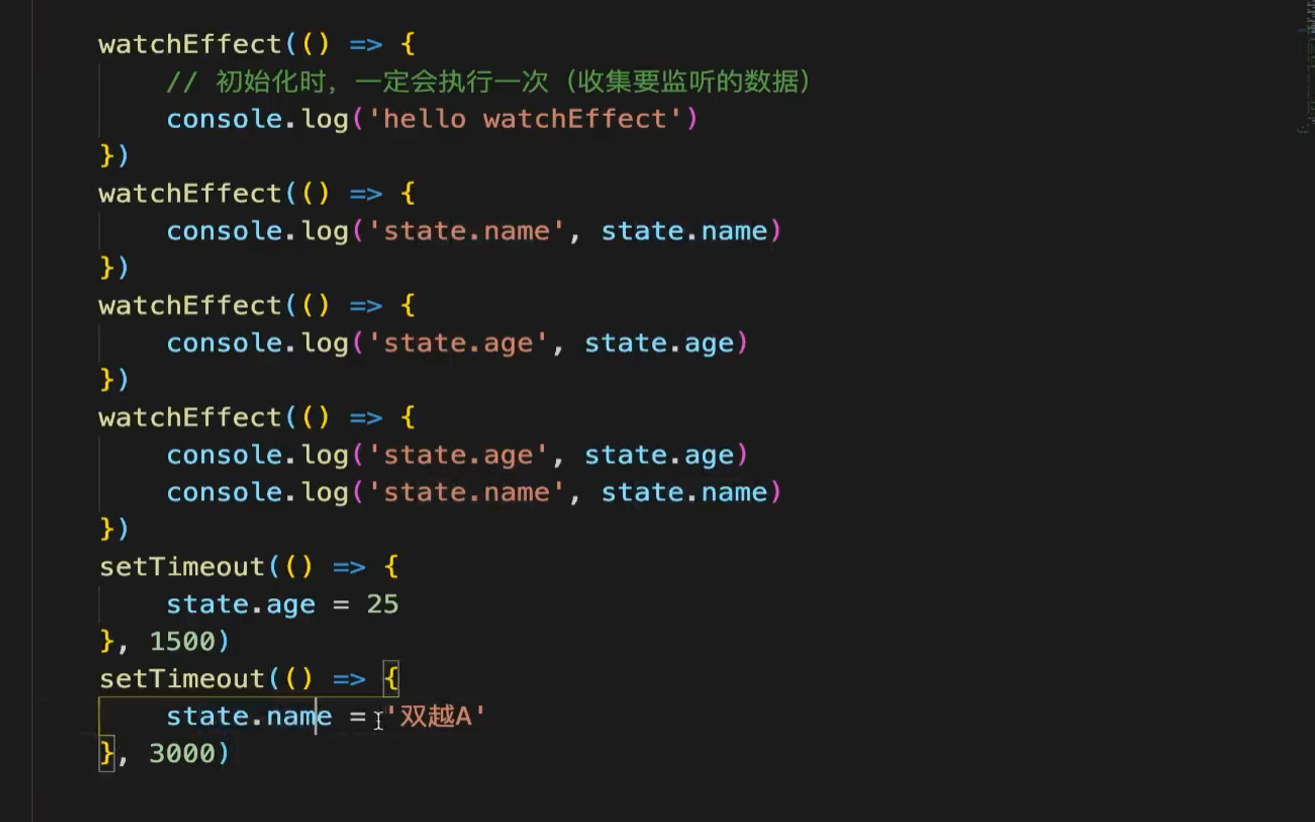 watchEffect(() => {
// 初始化时，一定会执行一次（收集要监听的数据）
console.log('hello watchEffect')
})
watchEffect(() => {
console.log('state.name', state.name)
})
watchEffect(() => {
console.log('state.age', state.age)
})
watchEffect(() => {
console.log('state.age', state.age)
console.log('state.name', state.name)
})
setTimeout(() => {
state.age = 25
}, 1500)
setTimeout(() => {
state.name = '双越A'
}, 3000)